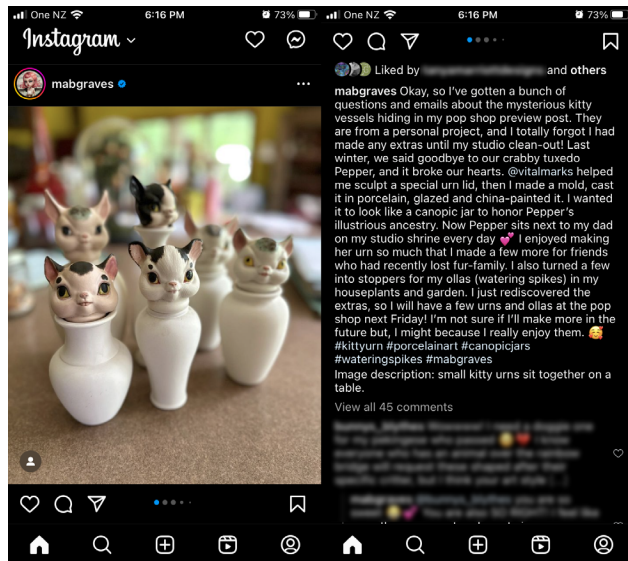 One NZ
6:16 PM
73%
Instagram
mabgraves
One NZ
6:16 PM
73%
Liked by
and others
mabgraves Okay, so I've gotten a bunch of
questions and emails about the mysterious kitty
vessels hiding in my pop shop preview post. They
are from a personal project, and I totally forgot I had
made any extras until my studio clean-out! Last
winter, we said goodbye to our crabby tuxedo
Pepper, and it broke our hearts. @vitalmarks helped
me sculpt a special urn lid, then I made a mold, cast
it in porcelain, glazed and china-painted it. I wanted
it to look like a canopic jar to honor Pepper's
illustrious ancestry. Now Pepper sits next to my dad
on my studio shrine every day 💞 I enjoyed making
her urn so much that I made a few more for friends
who had recently lost fur-family. I also turned a few
into stoppers for my ollas (watering spikes) in my
houseplants and garden. I just rediscovered the
extras, so I will have a few urns and ollas at the pop
shop next Friday! I'm not sure if I'll make more in the
future but, I might because I really enjoy them. 🥰
#kittyurn #porcelainart #canopicjars
#wateringspikes #mabgraves
Image description: small kitty urns sit together on a
table.
View all 45 comments